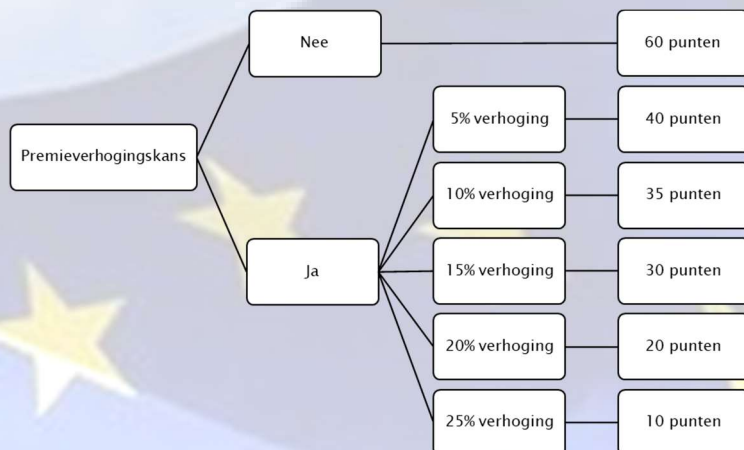 Nee
60 punten
5% verhoging
40 punten
Premieverhogingskans
10% verhoging
35 punten
Ja
15% verhoging
30 punten
20% verhoging
20 punten
25% verhoging
10 punten